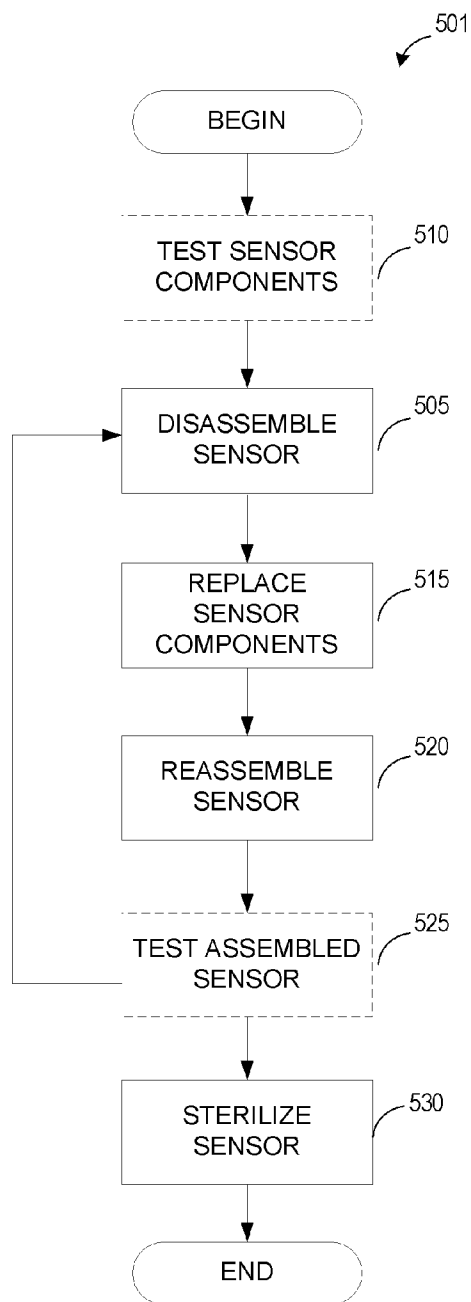 501
BEGIN
TEST SENSOR
COMPONENTS
510
DISASSEMBLE
SENSOR
505
REPLACE
SENSOR
COMPONENTS
515
REASSEMBLE
SENSOR
520
TEST ASSEMBLED
SENSOR
525
STERILIZE
SENSOR
530
END